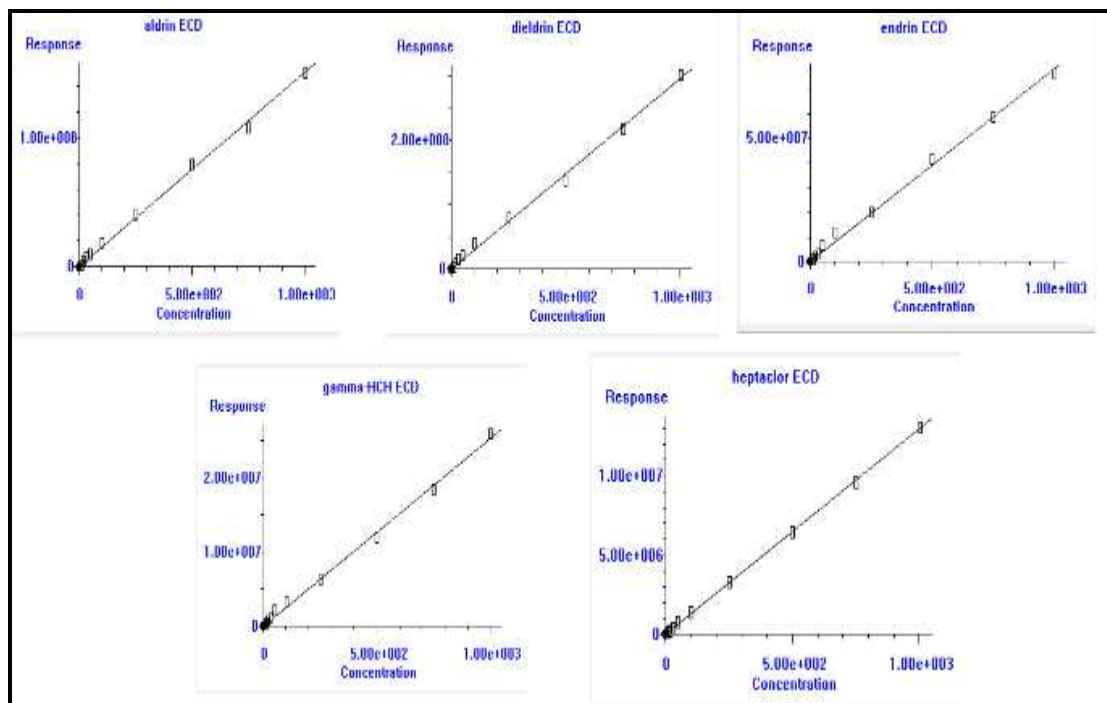 aldrin ECD
Response
1.00e+008
0
0 5.00e+002 1.00e+003
Concentration
dieldrin ECD
Response
2.00e+008
0
0 5.00e+002 1.00e+003
Concentration
endrin ECD
Response
5.00e+007
0
0 5.00e+002 1.00e+003
Concentration
gamma-HCH ECD
Response
2.00e+007
1.00e+007
0
0 5.00e+002 1.00e+003
Concentration
heptaclor ECD
Response
1.00e+007
5.00e+006
0
0 5.00e+002 1.00e+003
Concentration